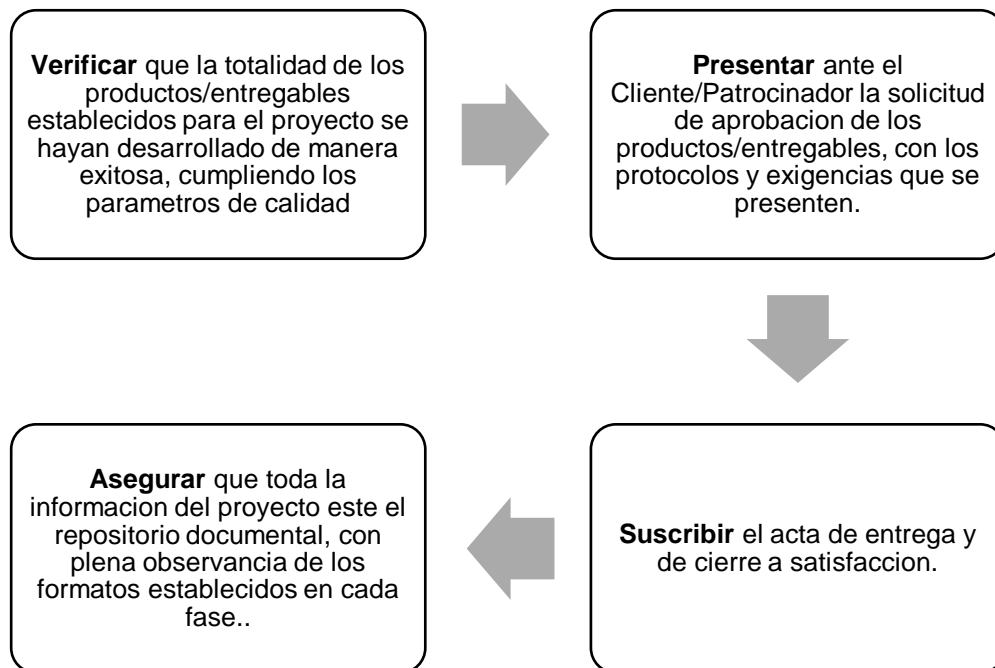 Verificar que la totalidad de los
productos/entregables
establecidos para el proyecto se
hayan desarrollado de manera
exitosa, cumpliendo los
parametros de calidad
Presentar ante el
Cliente/Patrocinador la solicitud
de aprobacion de los
productos/entregables, con los
protocolos y exigencias que se
presenten.
Suscribir el acta de entrega y
de cierre a satisfaccion.
Asegurar que toda la
informacion del proyecto este el
repositorio documental, con
plena observancia de los
formatos establecidos en cada
fase..